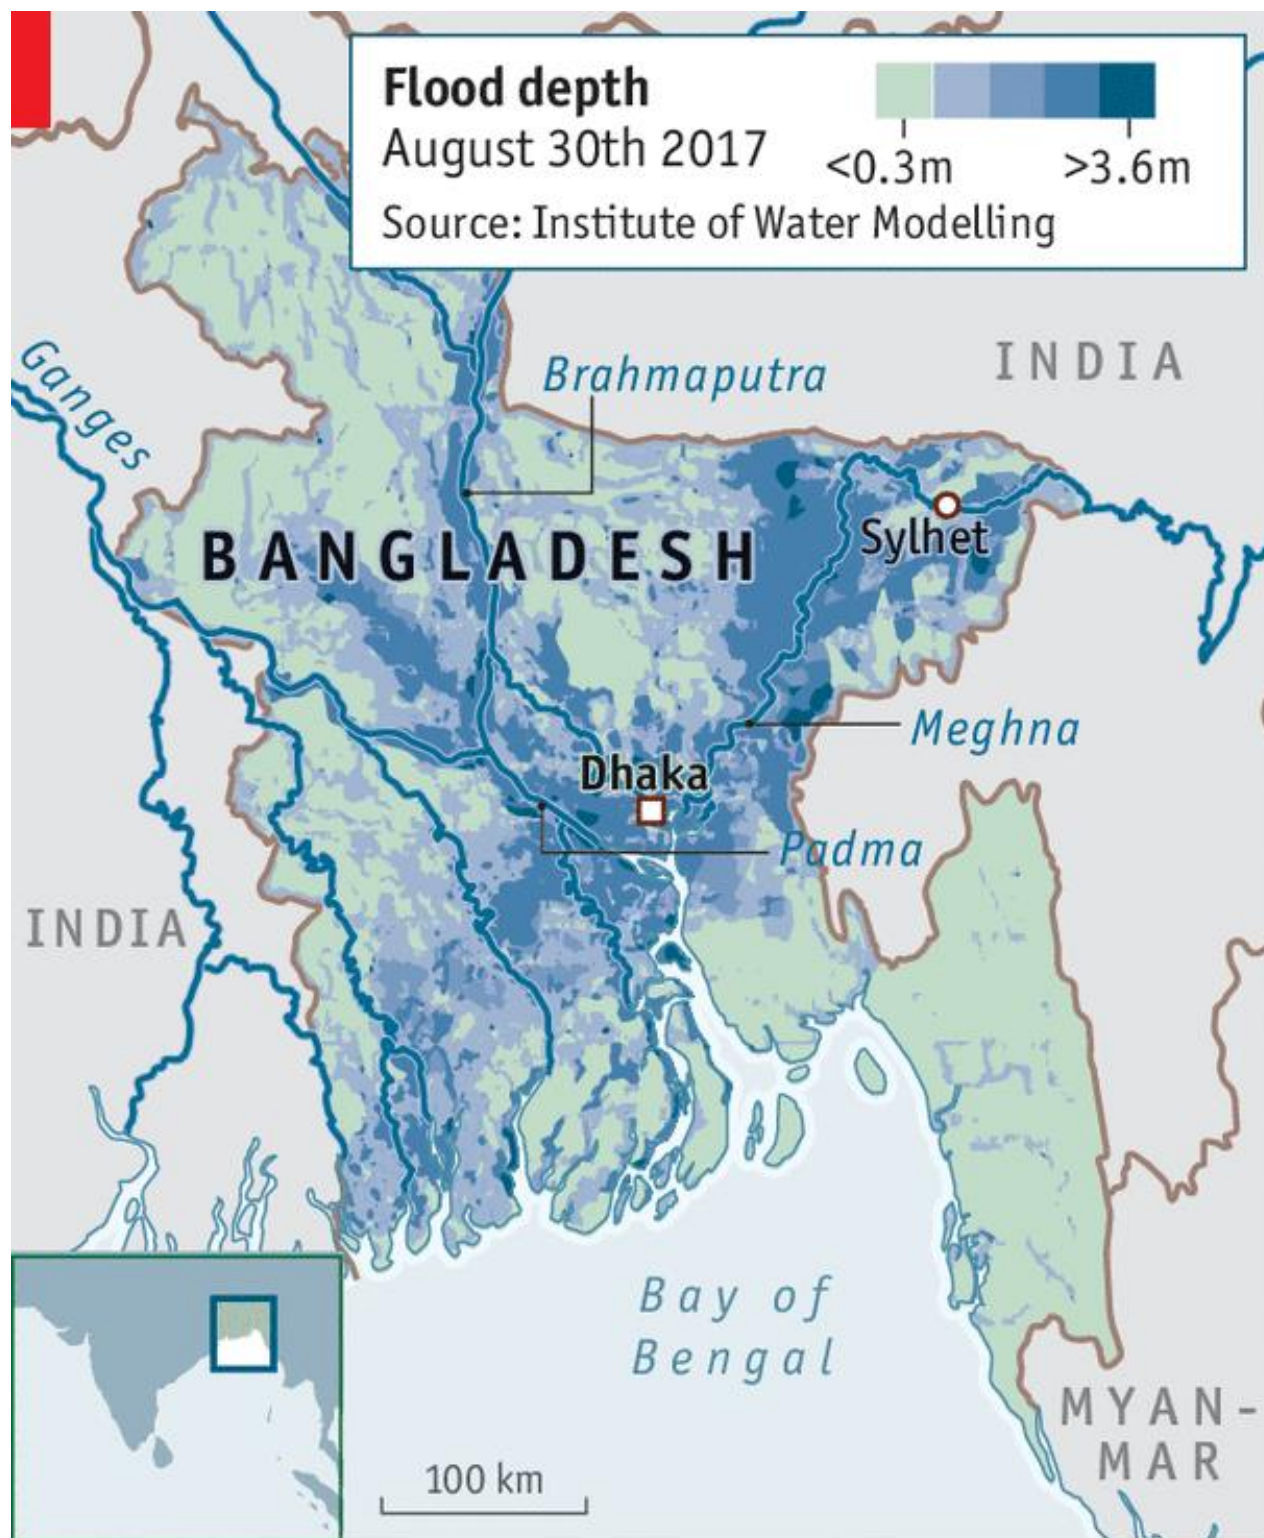 Flood depth
August 30th 2017
<0.3m >3.6m
Source: Institute of Water Modelling
INDIA
Ganges
Brahmaputra
BANGLADESH
Sylhet
Meghna
Dhaka
Padma
INDIA
Bay of
Bengal
MYAN-
MAR
100 km